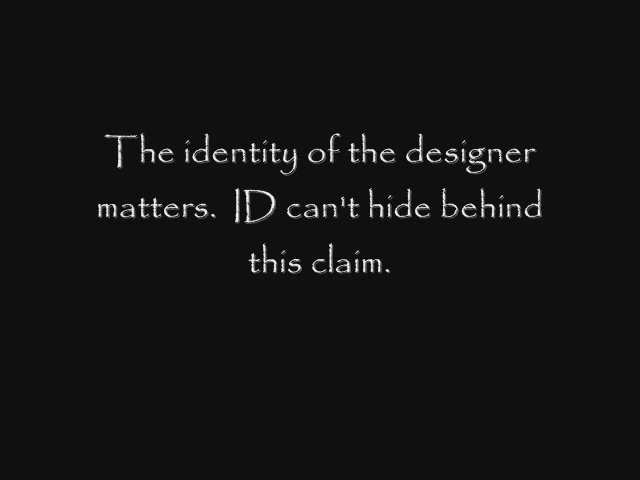 The identity of the designer
matters.  ID can't hide behind
this claim.